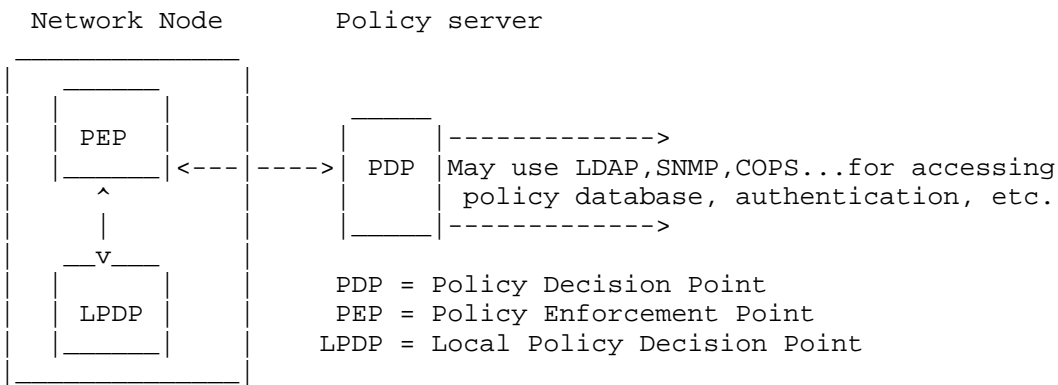 Network Node Policy server
PEP
PDP May use LDAP,SNMP,COPS...for accessing
policy database, authentication, etc.
PDP = Policy Decision Point
LPDP PEP = Policy Enforcement Point
LPDP = Local Policy Decision Point